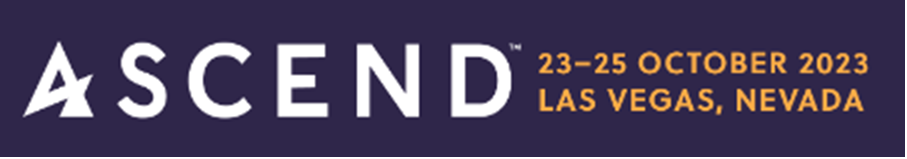 ASCEND™
23–25 OCTOBER 2023
LAS VEGAS, NEVADA